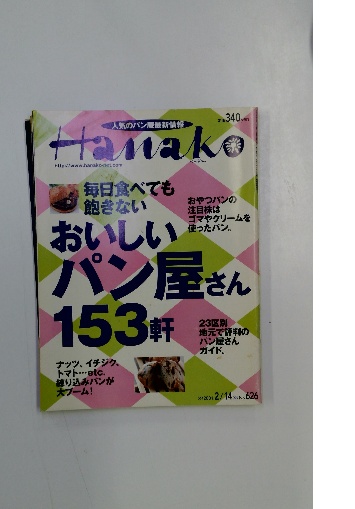 人気のパン屋最新情報
340
Hanako
毎日食べても
飽きない
おやつパンの
注目株は
ゴマやクリームを
使ったパン。
おいしい
パン屋さん
153軒
23区別
地元で評判の
パン屋さん
ガイド。
ナッツ、イチジク、
トマト…etc.
練り込みパンが
大ブーム!
2001 2/14 No.626